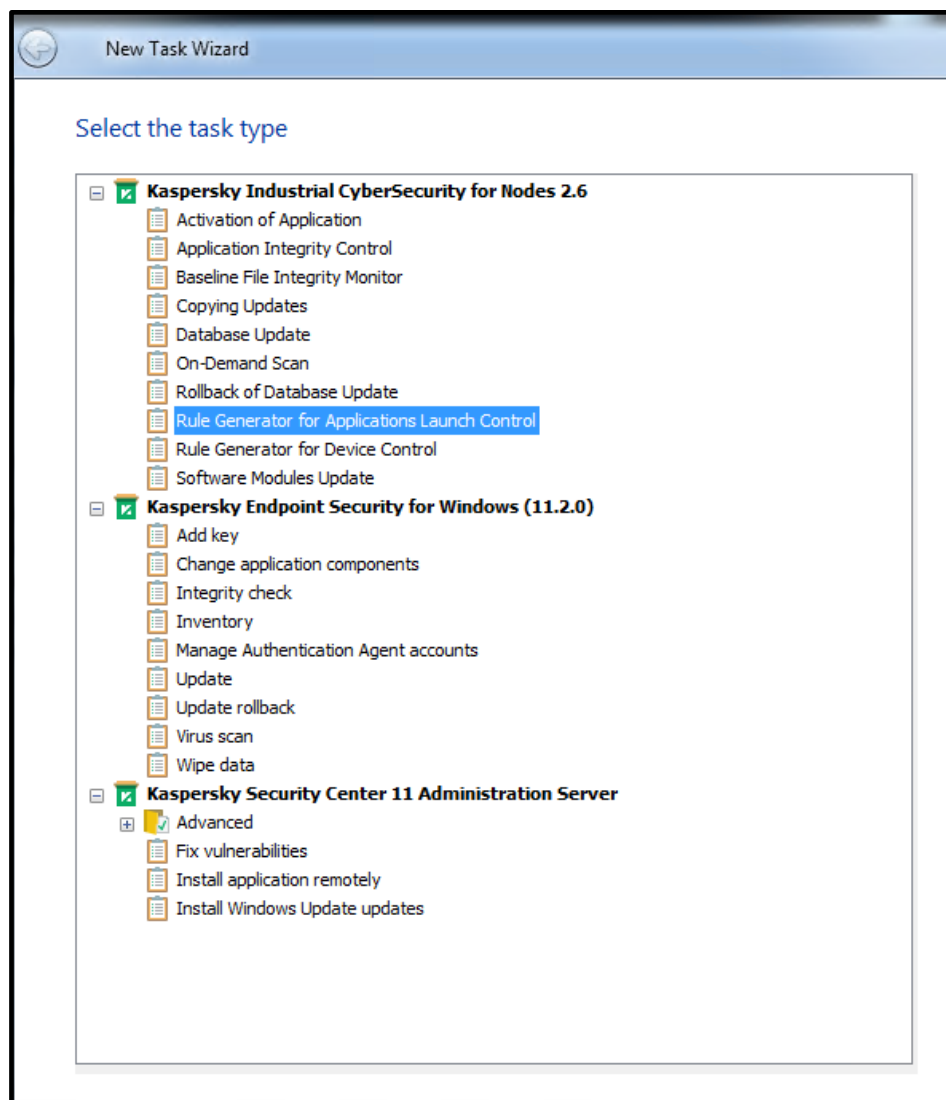 New Task Wizard
Select the task type
Kaspersky Industrial CyberSecurity for Nodes 2.6
Activation of Application
Application Integrity Control
Baseline File Integrity Monitor
Copying Updates
Database Update
On-Demand Scan
Rollback of Database Update
Rule Generator for Applications Launch Control
Rule Generator for Device Control
Software Modules Update
Kaspersky Endpoint Security for Windows (11.2.0)
Add key
Change application components
Integrity check
Inventory
Manage Authentication Agent accounts
Update
Update rollback
Virus scan
Wipe data
Kaspersky Security Center 11 Administration Server
Advanced
Fix vulnerabilities
Install application remotely
Install Windows Update updates